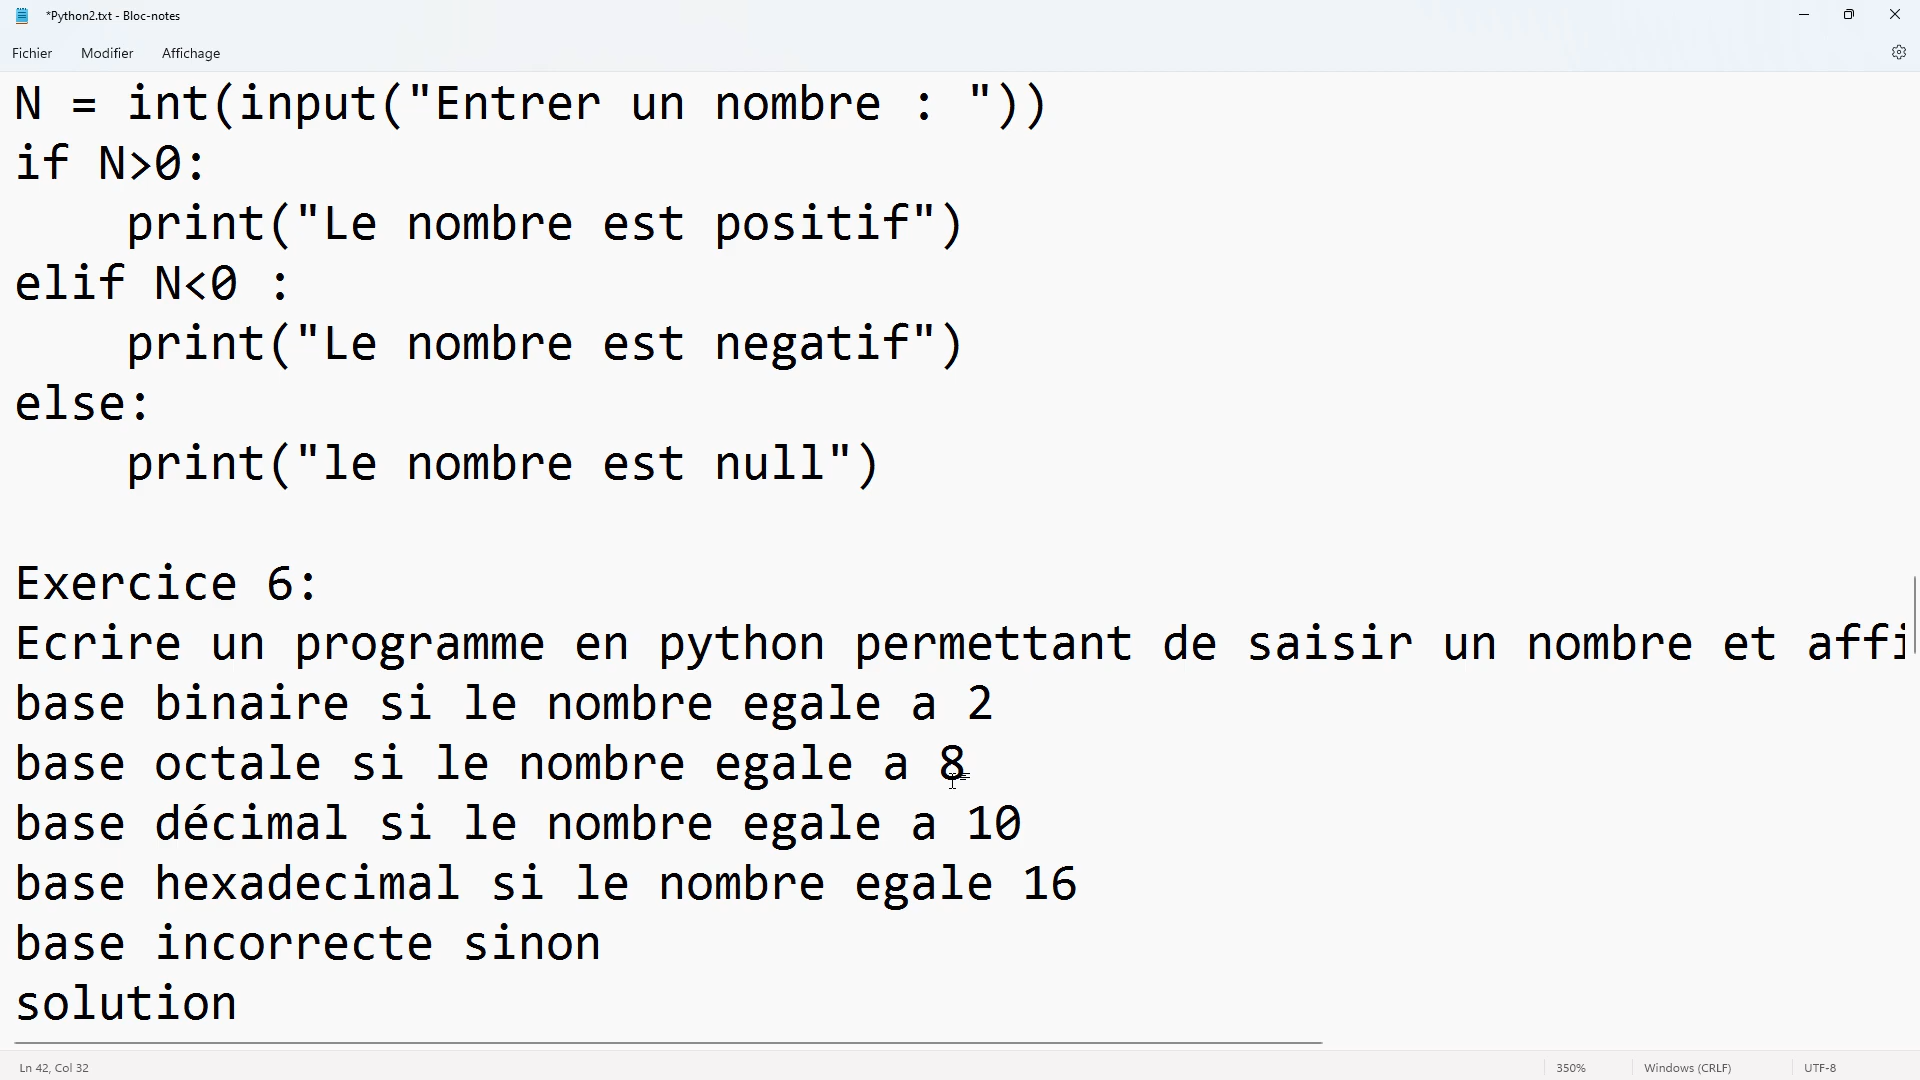 *Python2.txt - Bloc-notes
Fichier Modifier Affichage
N = int(input("Entrer un nombre : "))
if N>0:
    print("Le nombre est positif")
elif N<0 :
    print("Le nombre est negatif")
else:
    print("le nombre est null")
Exercice 6:
Ecrire un programme en python permettant de saisir un nombre et affi
base binaire si le nombre egale a 2
base octale si le nombre egale a 8
base décimal si le nombre egale a 10
base hexadecimal si le nombre egale 16
base incorrecte sinon
solution
Ln 42, Col 32 350% Windows (CRLF) UTF-8